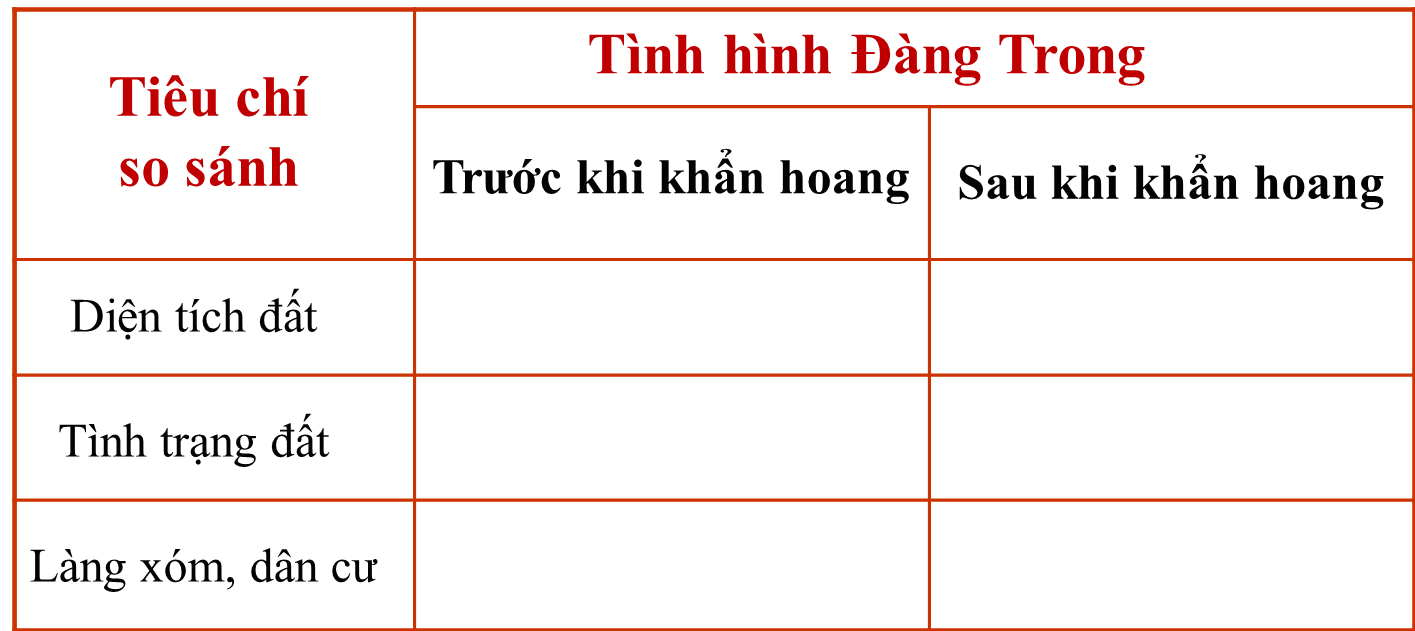 Tiêu chí
so sánh
Tình hình Đàng Trong
Trước khi khẩn hoang
Sau khi khẩn hoang
Diện tích đất
Tình trạng đất
Làng xóm, dân cư